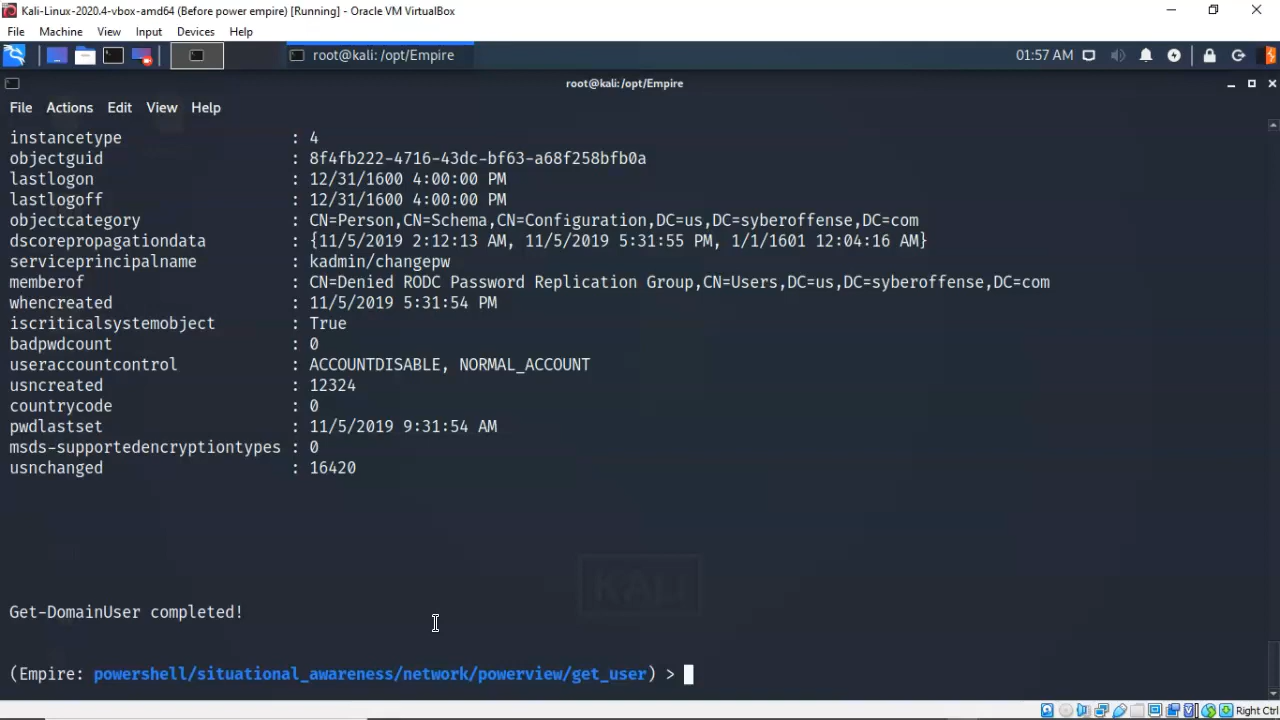 Kali-Linux-2020.4-vbox-amd64 (Before power empire) [Running] - Oracle VM VirtualBox
File Machine View Input Devices Help
root@kali: /opt/Empire 01:57 AM
root@kali:/opt/Empire
File Actions Edit View Help
instancetype : 4
objectguid : 8f4fb222-4716-43dc-bf63-a68f258bfb0a
lastlogon : 12/31/1600 4:00:00 PM
lastlogoff : 12/31/1600 4:00:00 PM
objectcategory : CN=Person,CN=Schema,CN=Configuration,DC=us,DC=syberoffense,DC=com
dscorepropagationdata : {11/5/2019 2:12:13 AM, 11/5/2019 5:31:55 PM, 1/1/1601 12:04:16 AM}
serviceprincipalname : kadmin/changepw
memberof : CN=Denied RODC Password Replication Group,CN=Users,DC=us,DC=syberoffense,DC=com
whencreated : 11/5/2019 5:31:54 PM
iscriticalsystemobject : True
badpwdcount : 0
useraccountcontrol : ACCOUNTDISABLE, NORMAL_ACCOUNT
usncreated : 12324
countrycode : 0
pwdlastset : 11/5/2019 9:31:54 AM
msds-supportedencryptiontypes : 0
usnchanged : 16420
KALI
Get-DomainUser completed!
(Empire: powershell/situational_awareness/network/powerview/get_user) >
Right Ctrl